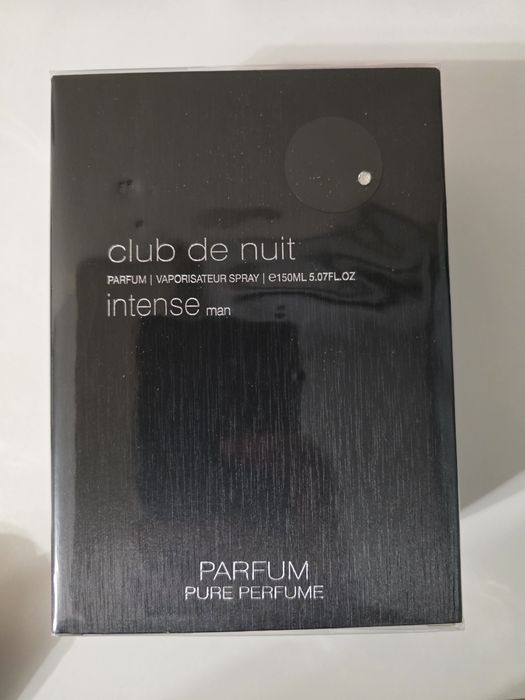 club de nuit
PARFUM | VAPORISATEUR SPRAY | ℮150ML 5.07FL.OZ
intense man
PARFUM
PURE PERFUME